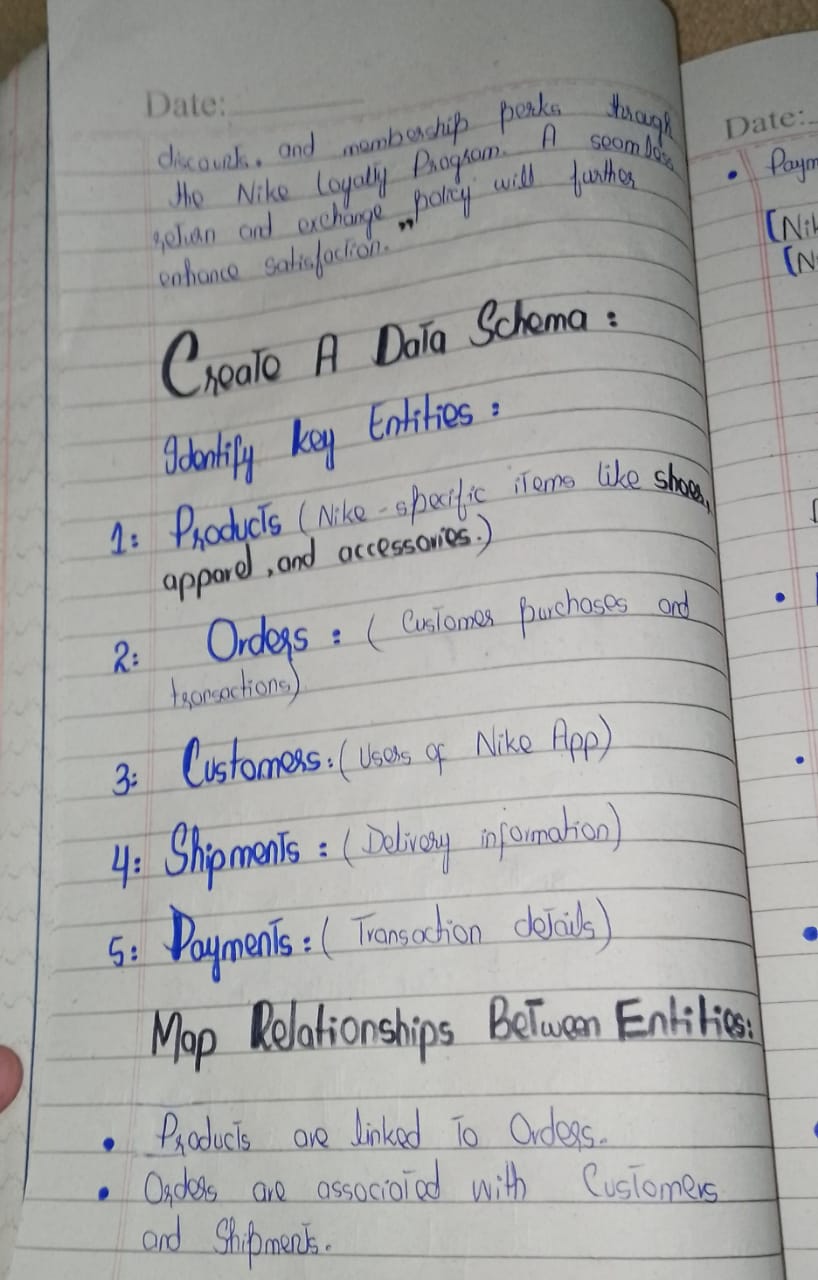 Date:
discounts, and membership perks through
the Nike Loyalty Program. A seamless
return and exchange policy will further
enhance satisfaction.„
Create A Data Schema:
Identify key Entities:
1: Products (Nike-specific items like shoes,
apparel, and accessories.)
2: Orders: ( Customer purchases and
transactions)
3: Customers: (Users of Nike App)
4: Shipments: (Delivery information)
5: Payments: ( Transaction details)
Map Relationships Between Entities:
• Products are linked To Orders.
• Orders are associated with Customers
and Shipments.
Date:
• Paym
[Nik
[N